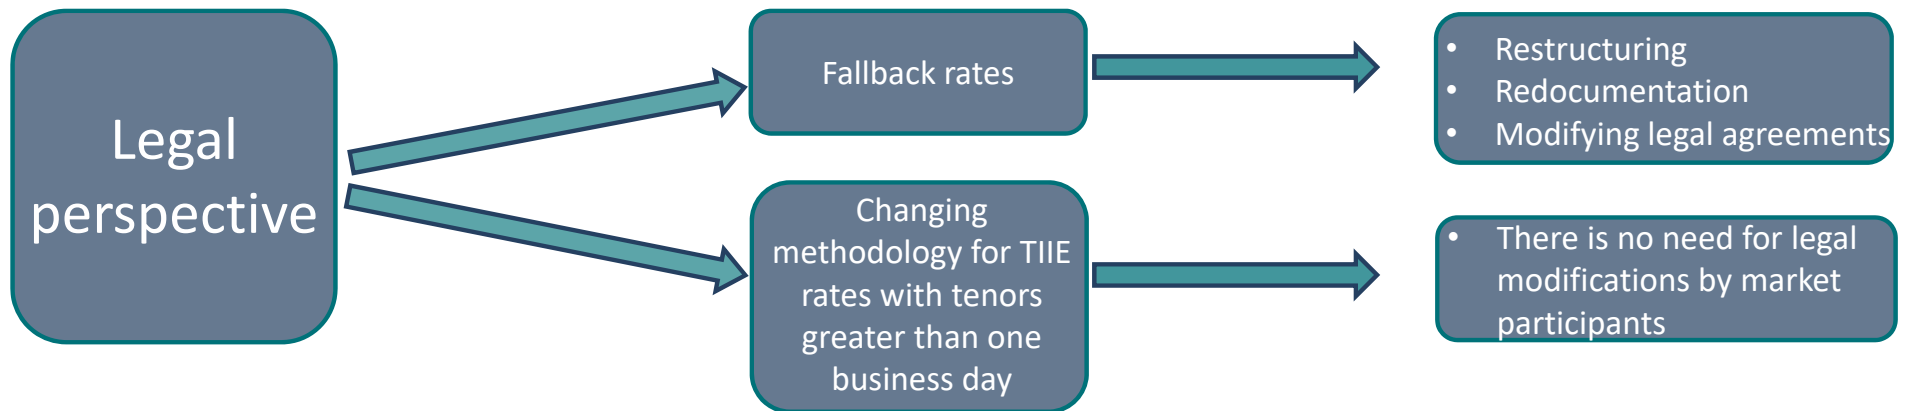 Legal
perspective
Fallback rates
• Restructuring
• Redocumentation
• Modifying legal agreements
Changing
methodology for TIIE
rates with tenors
greater than one
business day
• There is no need for legal
modifications by market
participants